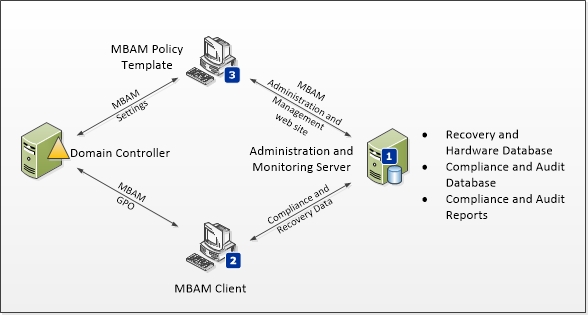 MBAM Policy
Template
3
MBAM
Settings
MBAM
Administration and
Management
web site
Domain Controller
Administration and
Monitoring Server
1
• Recovery and
Hardware Database
• Compliance and Audit
Database
• Compliance and Audit
Reports
MBAM
GPO
Compliance and
Recovery Data
2
MBAM Client